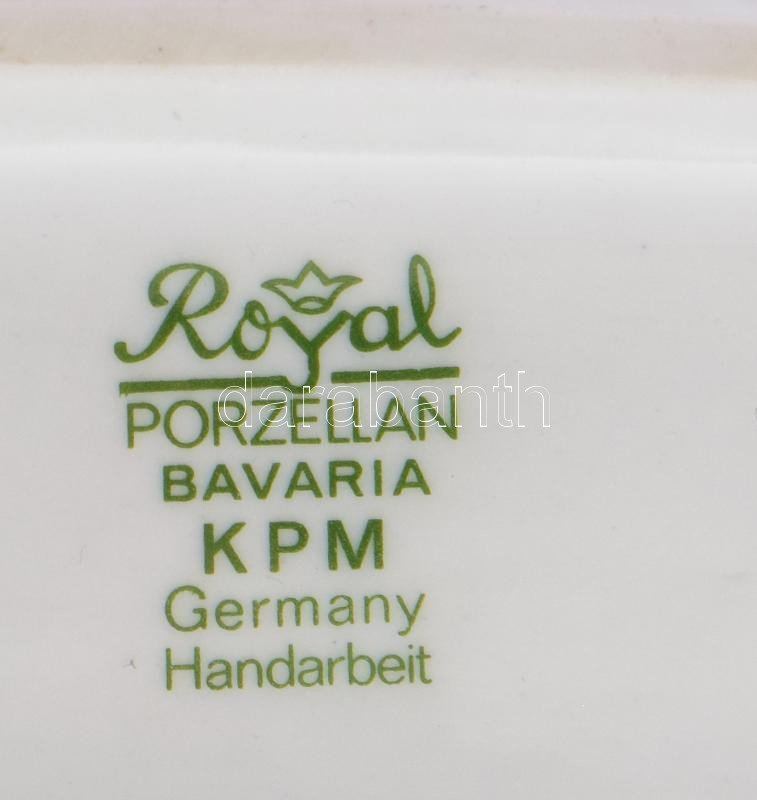 Royal
PORZELLAN
darabanth
BAVARIA
KPM
Germany
Handarbeit